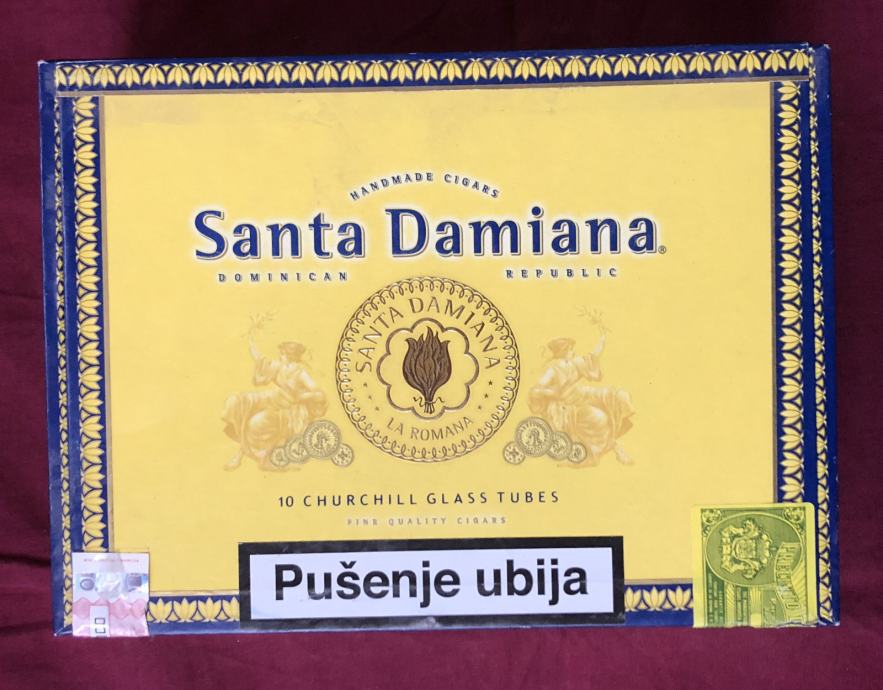 HANDMADE CIGARS
Santa Damiana®
DOMINICAN REPUBLIC
SANTA DAMIANA
LA ROMANA
10 CHURCHILL GLASS TUBES
FINE QUALITY CIGARS
Pušenje ubija